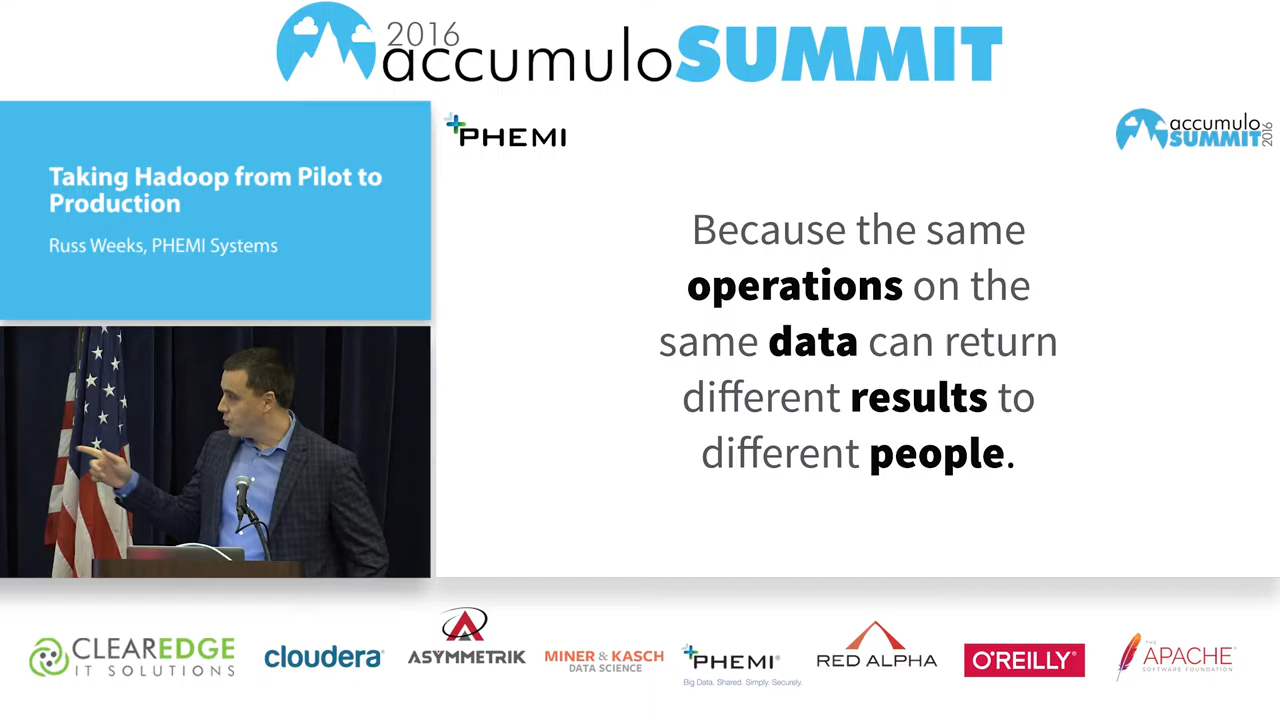 2016
accumuloSUMMIT
Taking Hadoop from Pilot to
Production
Russ Weeks, PHEMI Systems
PHEMI
accumulo
SUMMIT
2016
Because the same
operations on the
same data can return
different results to
different people.
CLEAREDGE
IT SOLUTIONS
cloudera
ASYMMETRIK
MINER & KASCH
DATA SCIENCE
PHEMI
Big Data. Shared. Simply. Securely.
RED ALPHA
O'REILLY
THE
APACHE
SOFTWARE FOUNDATION